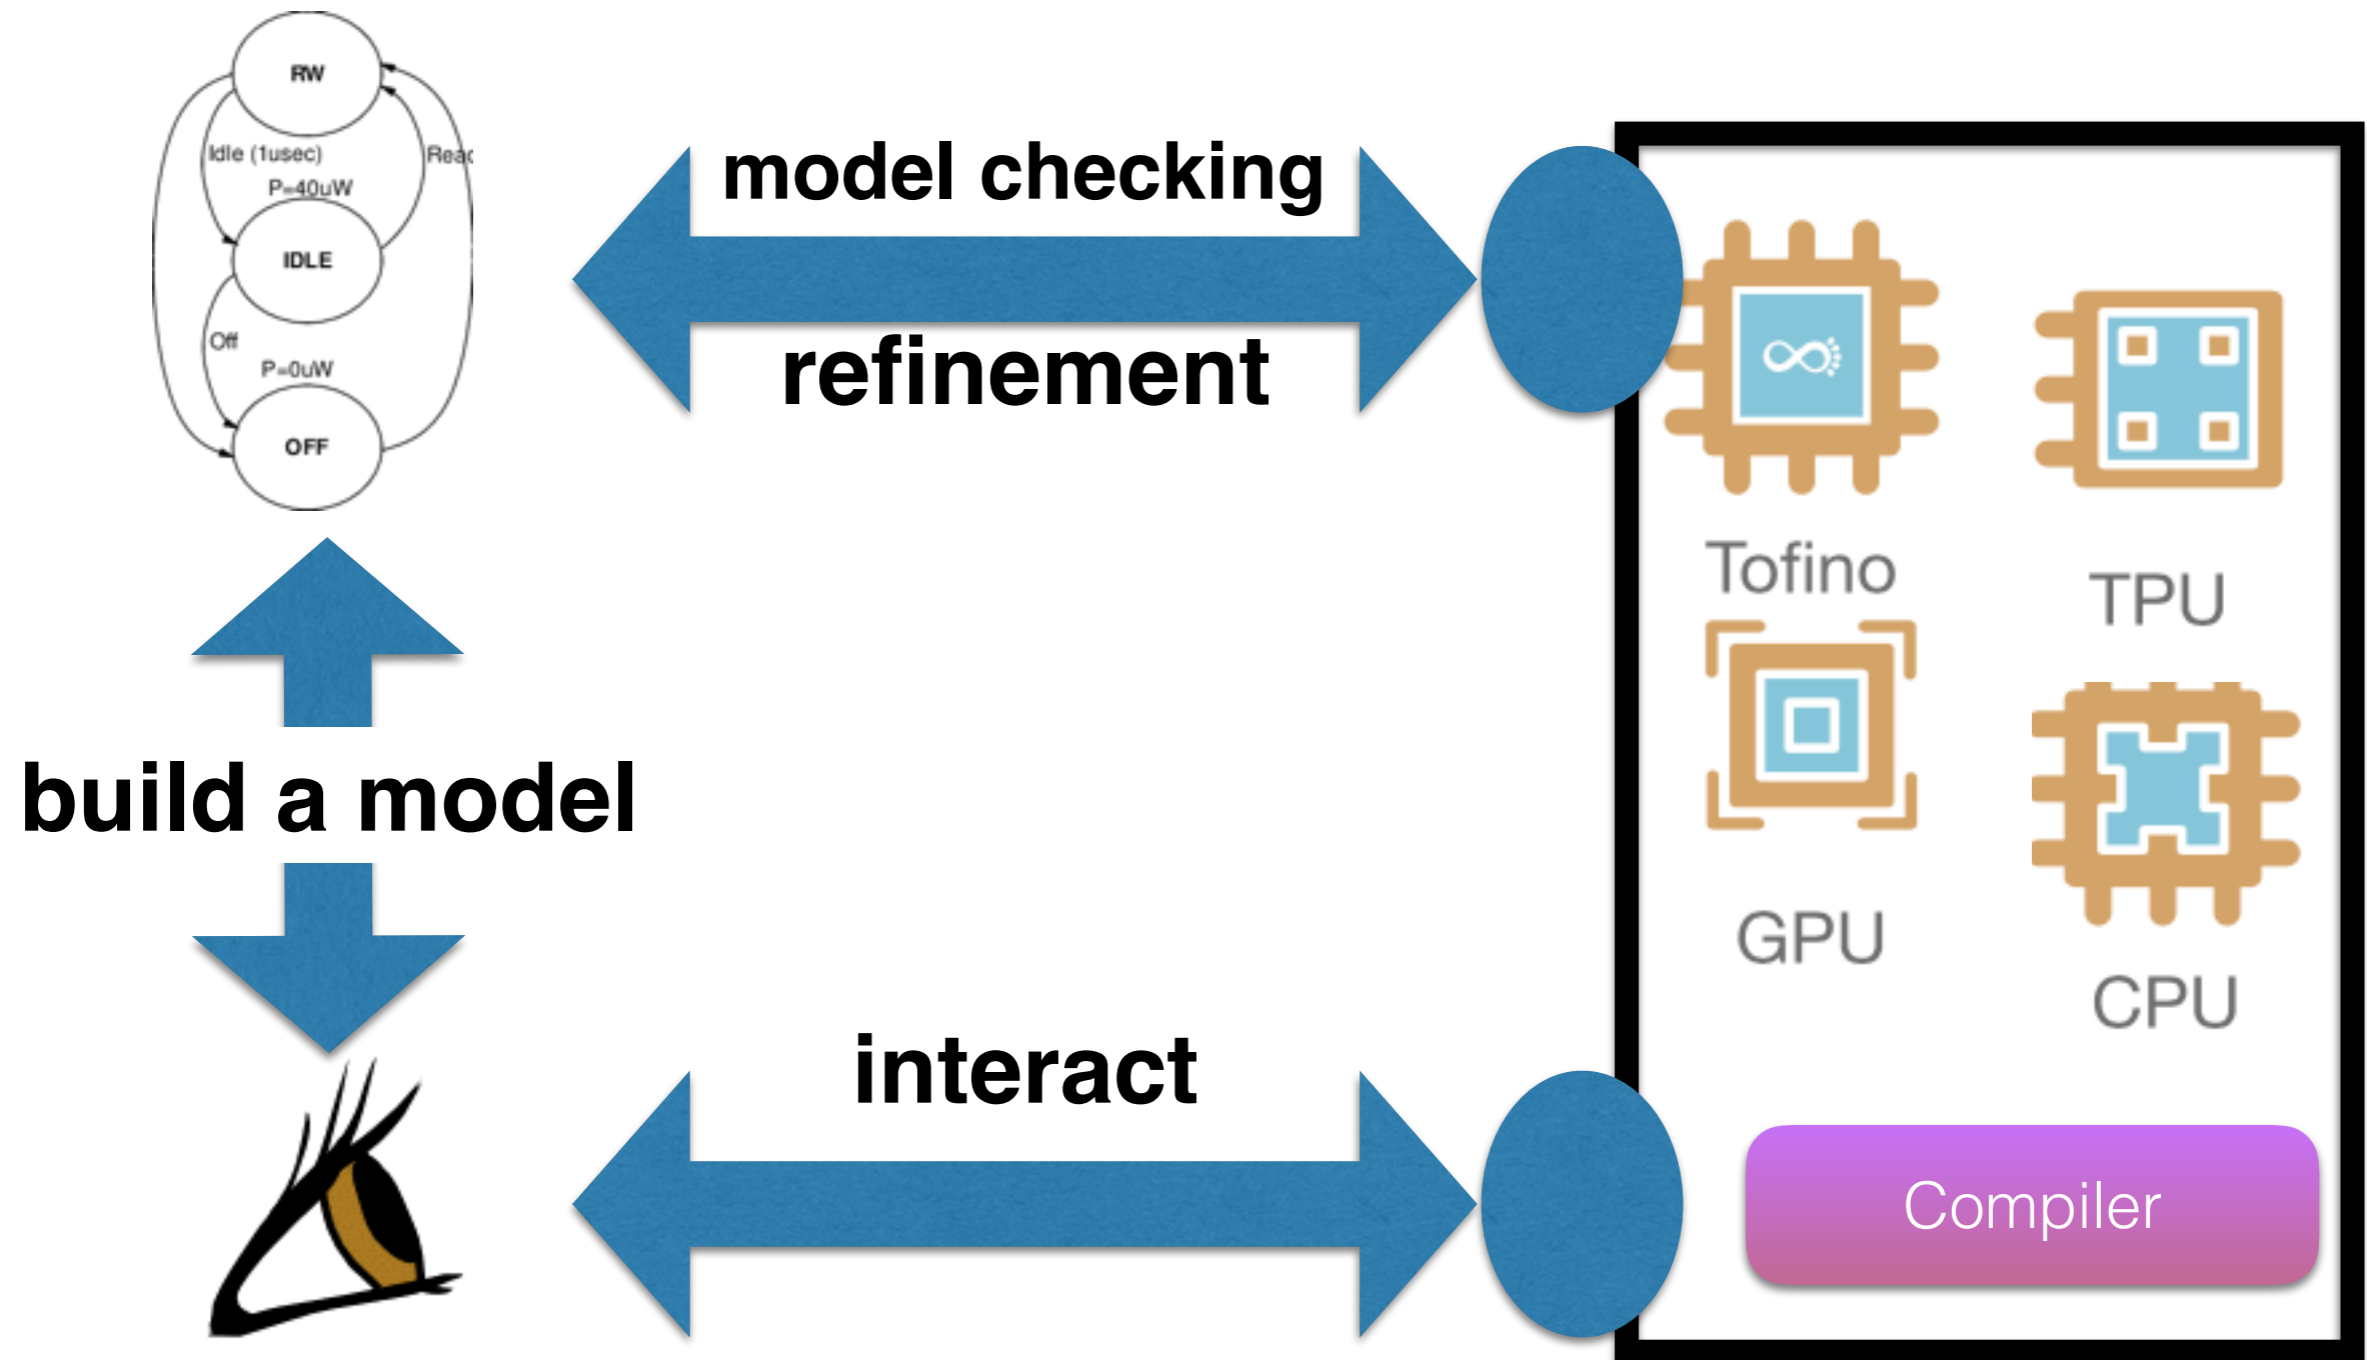 RW
Idle (1usec)
P=40uW
IDLE
Off
P=0uW
OFF
model checking
refinement
build a model
interact
Tofino
TPU
GPU
CPU
Compiler